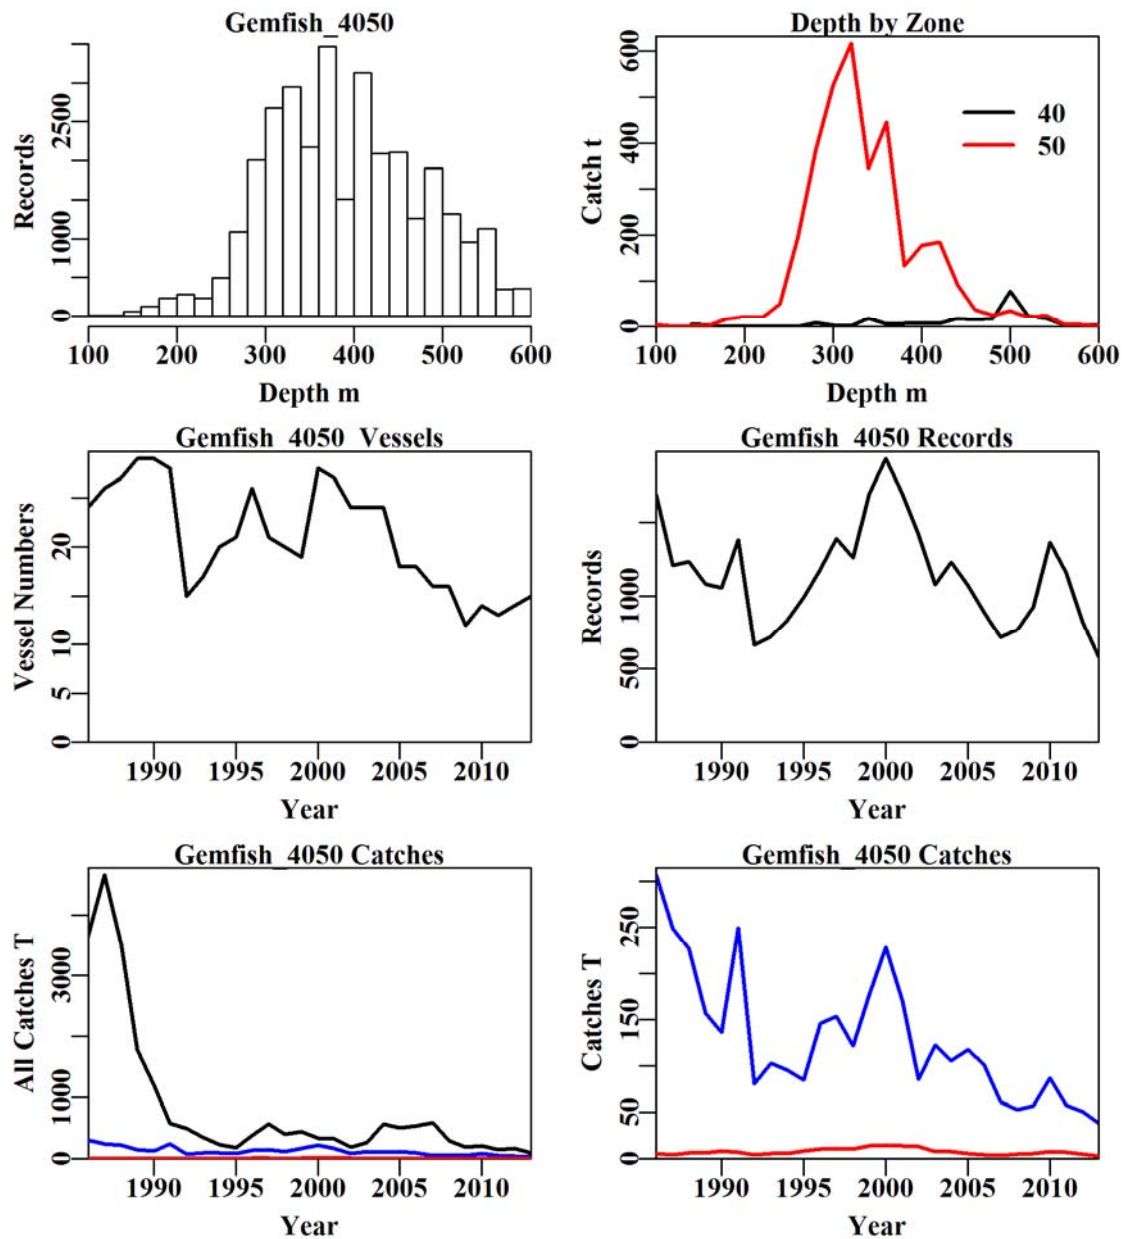 Gemfish_4050
Records
0
1000
2500
100 200 300 400 500 600
Depth m
Depth by Zone
Catch t
0
200
400
600
40
50
100 200 300 400 500 600
Depth m
Gemfish_4050_Vessels
Vessel Numbers
0
5
10
20
1990 1995 2000 2005 2010
Year
Gemfish_4050 Records
Records
0
500
1000
1990 1995 2000 2005 2010
Year
Gemfish_4050 Catches
All Catches T
0
1000
3000
1990 1995 2000 2005 2010
Year
Gemfish_4050 Catches
Catches T
0
50
150
250
1990 1995 2000 2005 2010
Year